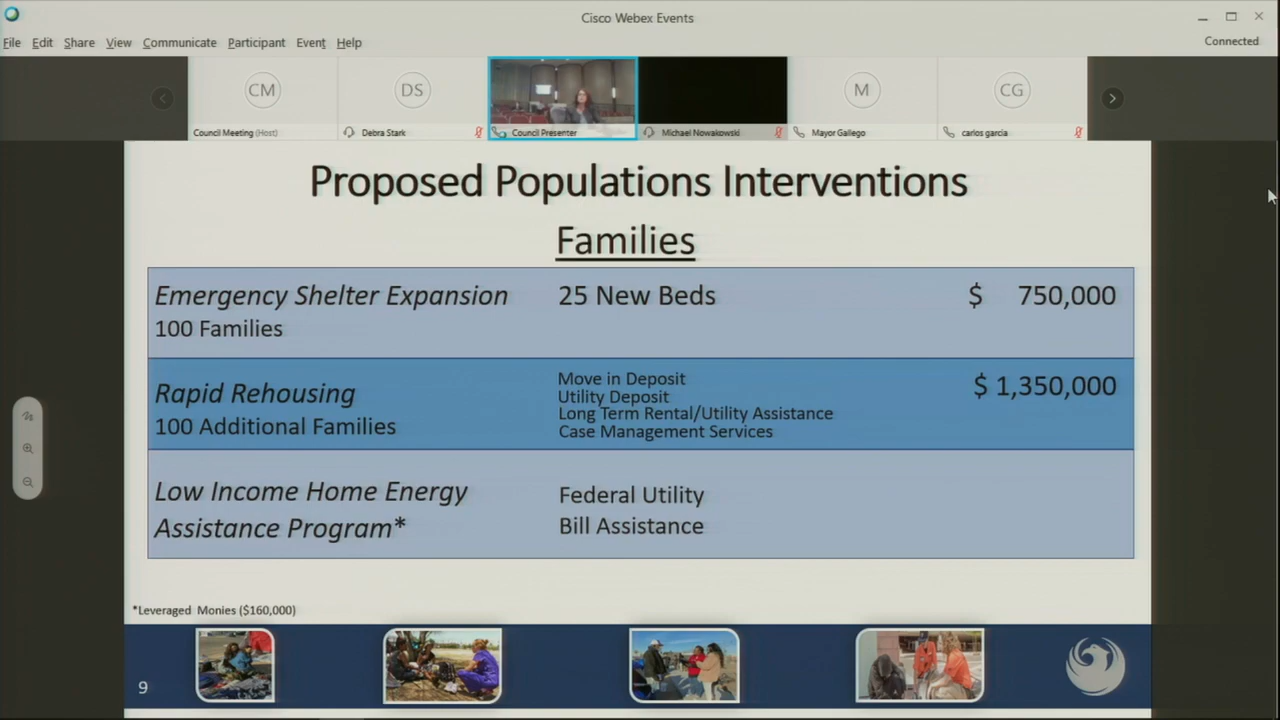 Cisco Webex Events
File Edit Share View Communicate Participant Event Help
Connected
CM
DS
M
CG
Council Meeting (Host)
Debra Stark
Council Presenter
Michael Nowakowski
Mayor Gallego
carlos garcia
Proposed Populations Interventions
Families
Emergency Shelter Expansion
100 Families
25 New Beds
$ 750,000
Rapid Rehousing
100 Additional Families
Move in Deposit
Utility Deposit
Long Term Rental/Utility Assistance
Case Management Services
$ 1,350,000
Low Income Home Energy
Assistance Program*
Federal Utility
Bill Assistance
*Leveraged Monies ($160,000)
9